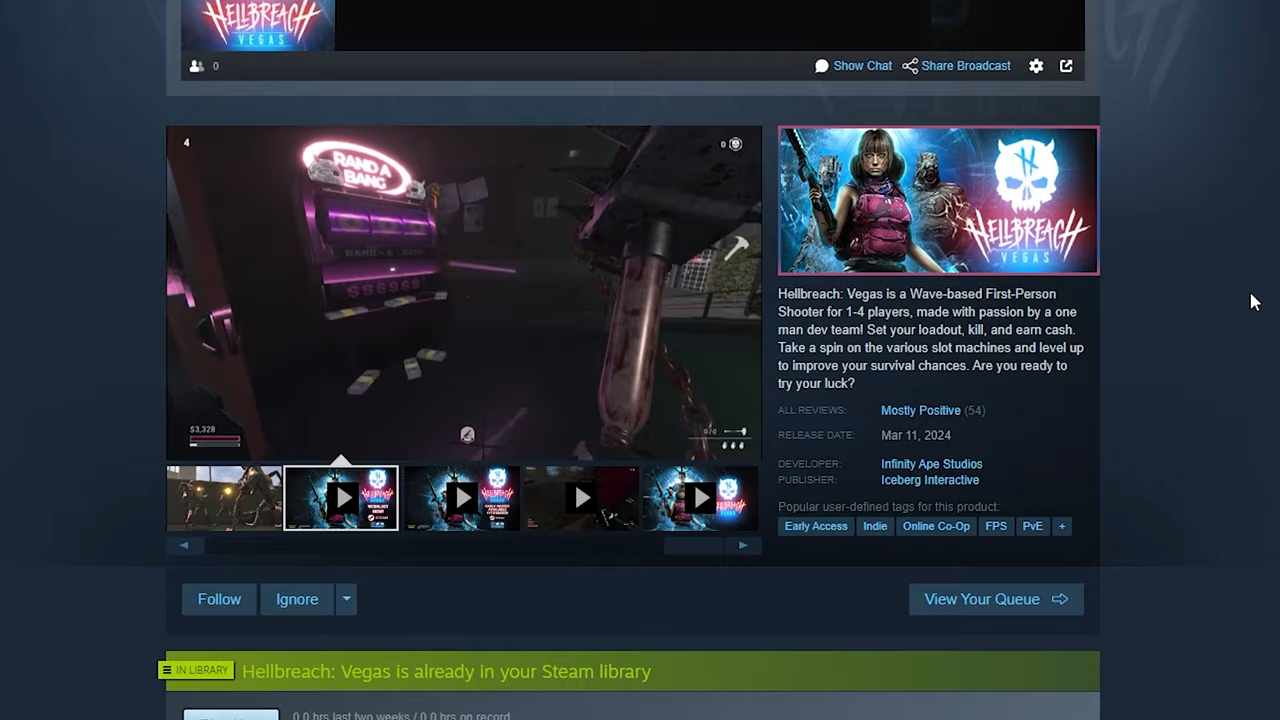 HELLBREACH
VEGAS
0
Show Chat
Share Broadcast
4
0
RAND A
BANG
RAND-A-BANG
$$$$$$
$3,328
0/0
HELLBREACH
VEGAS
Hellbreach: Vegas is a Wave-based First-Person
Shooter for 1-4 players, made with passion by a one
man dev team! Set your loadout, kill, and earn cash.
Take a spin on the various slot machines and level up
to improve your survival chances. Are you ready to
try your luck?
ALL REVIEWS: Mostly Positive (54)
RELEASE DATE: Mar 11, 2024
DEVELOPER: Infinity Ape Studios
PUBLISHER: Iceberg Interactive
Popular user-defined tags for this product:
Early Access Indie Online Co-Op FPS PvE +
Follow
Ignore
View Your Queue
IN LIBRARY
Hellbreach: Vegas is already in your Steam library
0.0 hrs last two weeks / 0.0 hrs on record